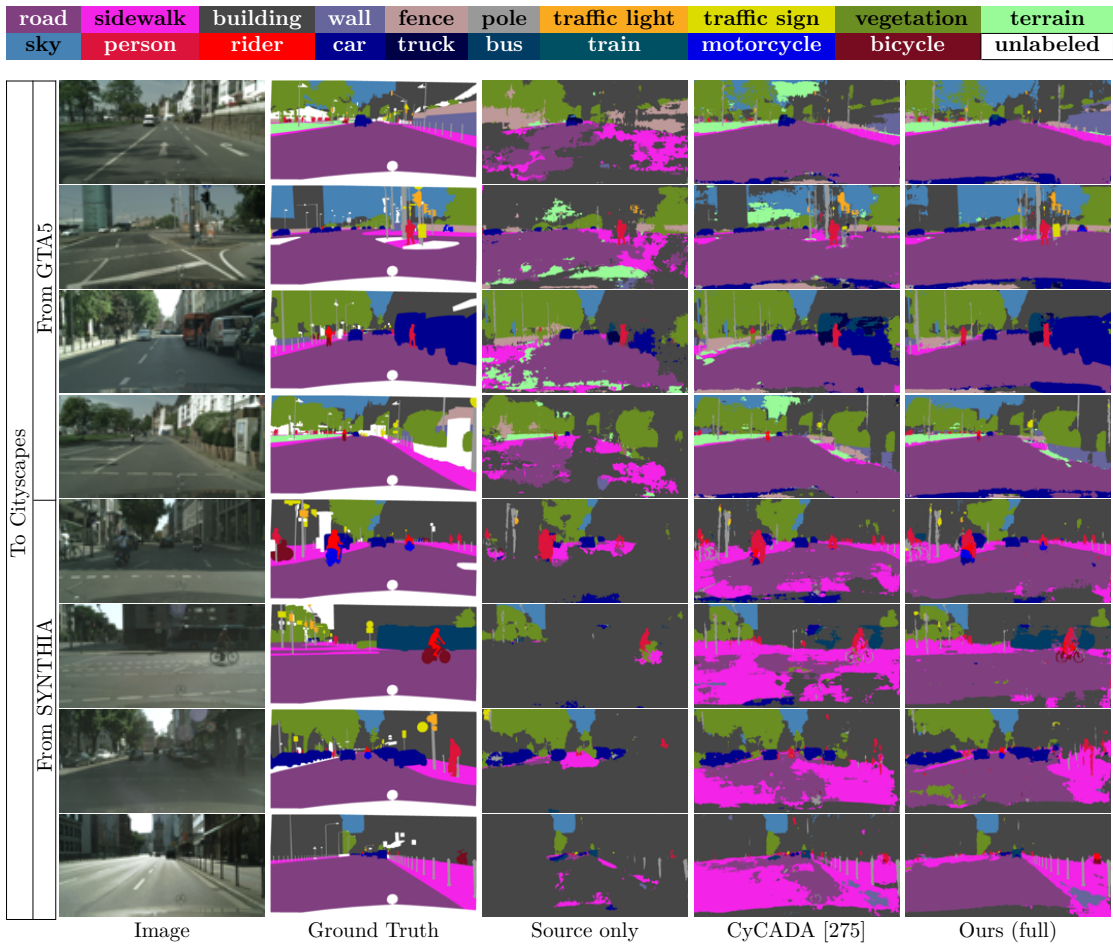 road sidewalk building wall fence pole traffic light traffic sign vegetation terrain
sky person rider car truck bus train motorcycle bicycle unlabeled
To Cityscapes
From GTA5
From SYNTHIA
Image Ground Truth Source only CyCADA [275] Ours (full)